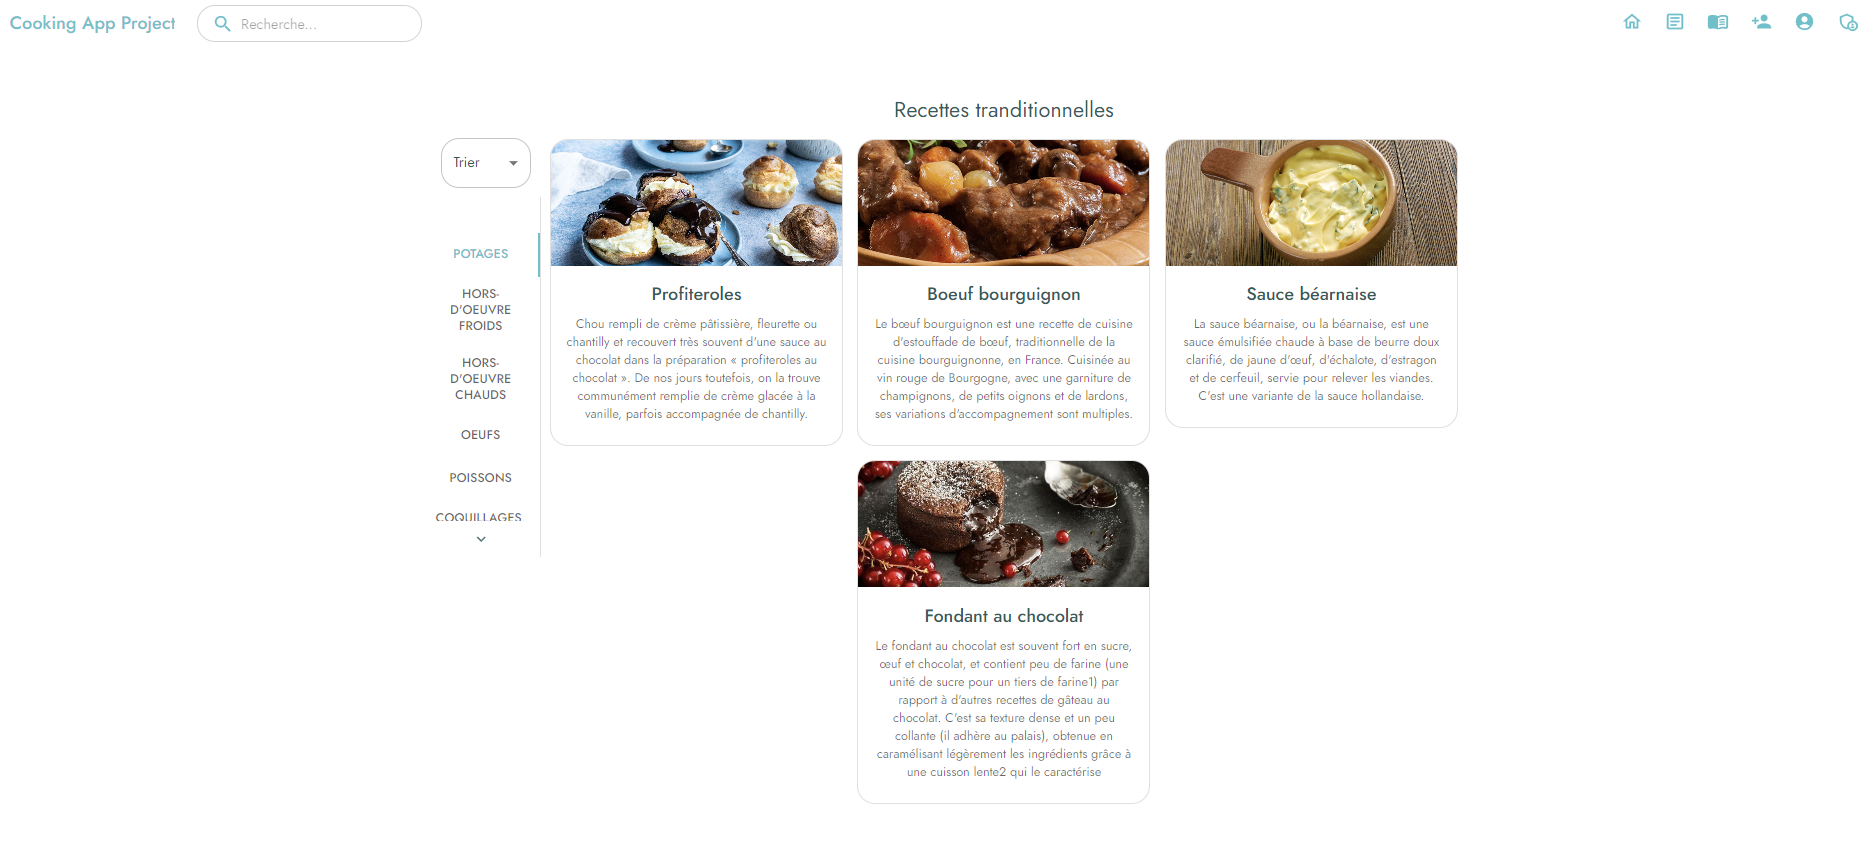 Cooking App Project
Recherche...
Recettes tranditionnelles
Trier
POTAGES
HORS-
D'OEUVRE
FROIDS
HORS-
D'OEUVRE
CHAUDS
OEUFS
POISSONS
COQUILLAGES
Profiteroles
Chou rempli de crème pâtissière, fleurette ou
chantilly et recouvert très souvent d'une sauce au
chocolat dans la préparation « profiteroles au
chocolat ». De nos jours toutefois, on la trouve
communément remplie de crème glacée à la
vanille, parfois accompagnée de chantilly.
Boeuf bourguignon
Le bœuf bourguignon est une recette de cuisine
d'estouffade de bœuf, traditionnelle de la
cuisine bourguignonne, en France. Cuisinée au
vin rouge de Bourgogne, avec une garniture de
champignons, de petits oignons et de lardons,
ses variations d'accompagnement sont multiples.
Sauce béarnaise
La sauce béarnaise, ou la béarnaise, est une
sauce émulsifiée chaude à base de beurre doux
clarifié, de jaune d'œuf, d'échalote, d'estragon
et de cerfeuil, servie pour relever les viandes.
C'est une variante de la sauce hollandaise.
Fondant au chocolat
Le fondant au chocolat est souvent fort en sucre,
œuf et chocolat, et contient peu de farine (une
unité de sucre pour un tiers de farine1) par
rapport à d'autres recettes de gâteau au
chocolat. C'est sa texture dense et un peu
collante (il adhère au palais), obtenue en
caramélisant légèrement les ingrédients grâce à
une cuisson lente2 qui le caractérise